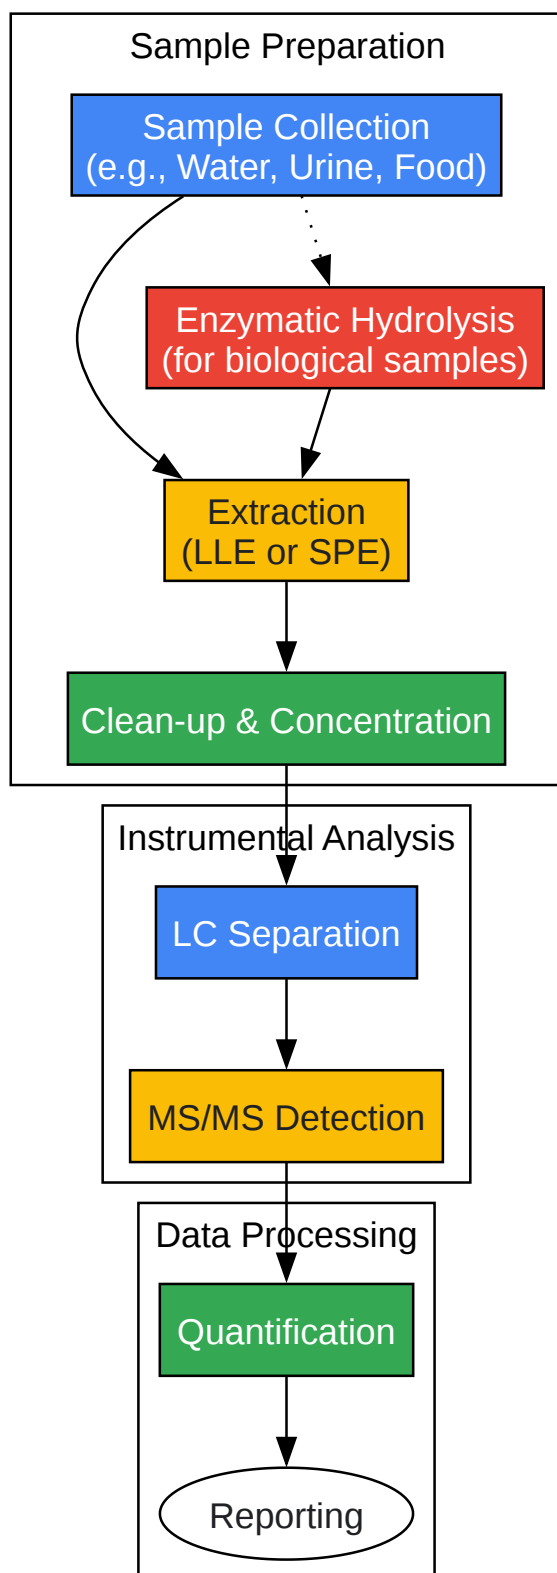 Sample Preparation
Sample Collection
(e.g., Water, Urine, Food)
Enzymatic Hydrolysis
(for biological samples)
Extraction
(LLE or SPE)
Clean-up & Concentration
Instrumental Analysis
LC Separation
MS/MS Detection
Data Processing
Quantification
Reporting